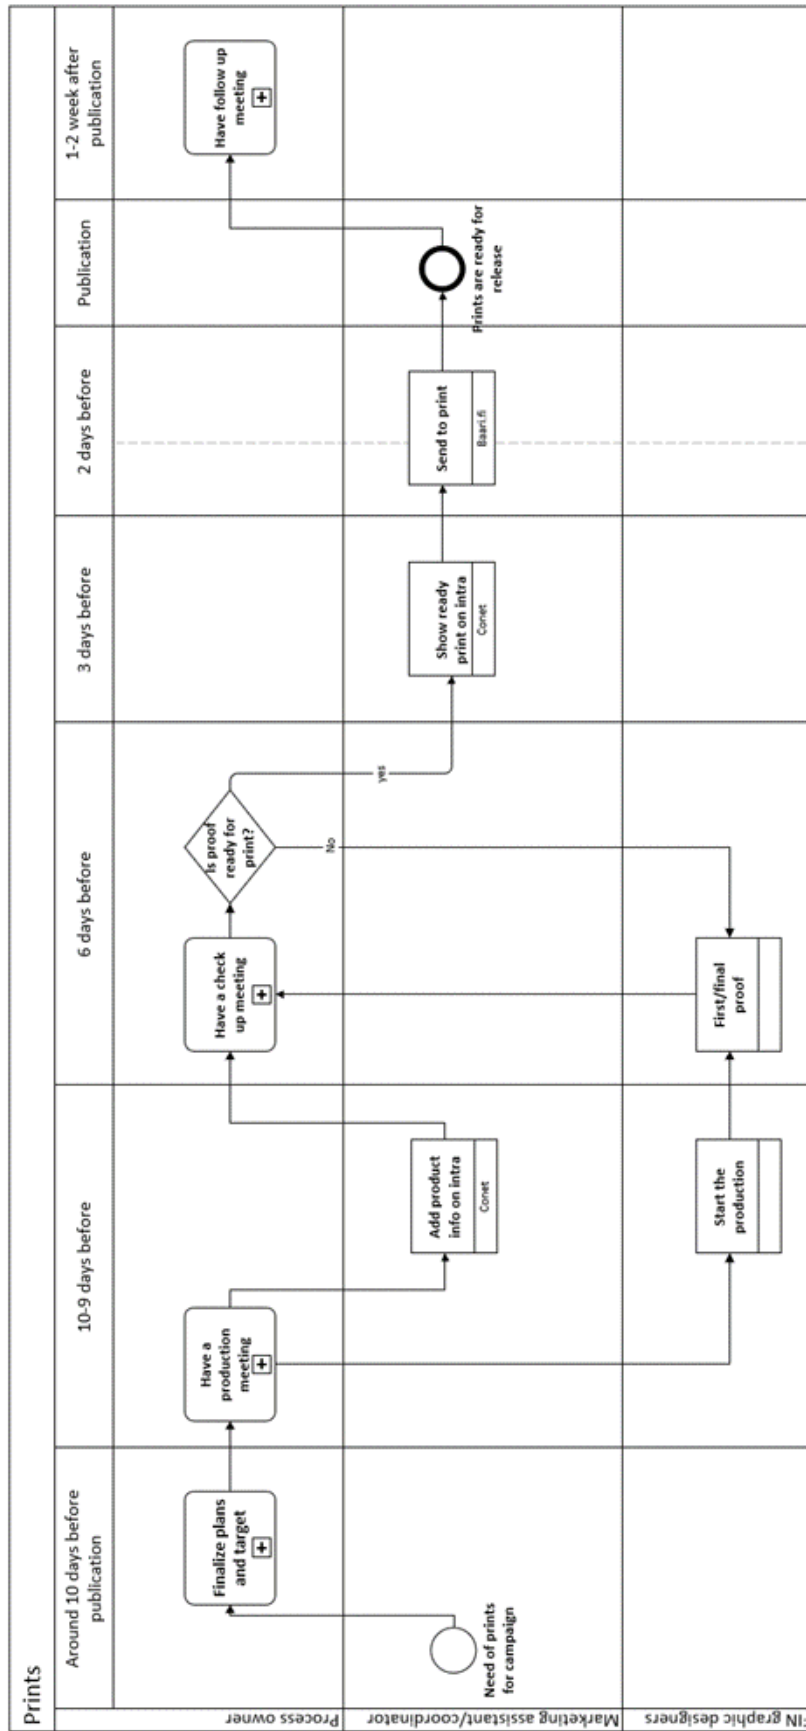 Prints
Around 10 days before
publication
10-9 days before
6 days before
3 days before
2 days before
Publication
1-2 week after
publication
Process owner
Finalize plans
and target
Have a
production
meeting
Have a check
up meeting
Is proof
ready for
print?
Have follow up
meeting
yes
No
Marketing assistant/coordinator
Need of prints
for campaign
Add product
info on intra
Conet
Show ready
print on intra
Conet
Send to print
Baari.fi
Prints are ready for
release
FIN graphic designers
Start the
production
First/final
proof